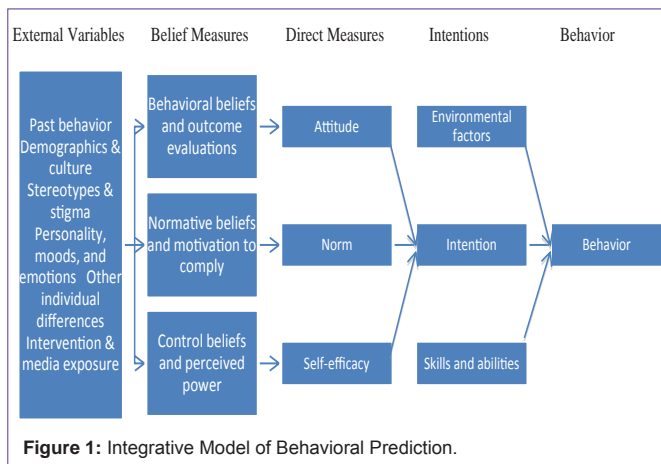 External Variables
Belief Measures
Direct Measures
Intentions
Behavior
Past behavior
Demographics &
culture
Stereotypes &
stigma
Personality,
moods, and
emotions Other
individual
differences
Intervention &
media exposure
Behavioral beliefs
and outcome
evaluations
Normative beliefs
and motivation to
comply
Control beliefs
and perceived
power
Attitude
Norm
Self-efficacy
Environmental
factors
Intention
Skills and abilities
Behavior
Figure 1: Integrative Model of Behavioral Prediction.